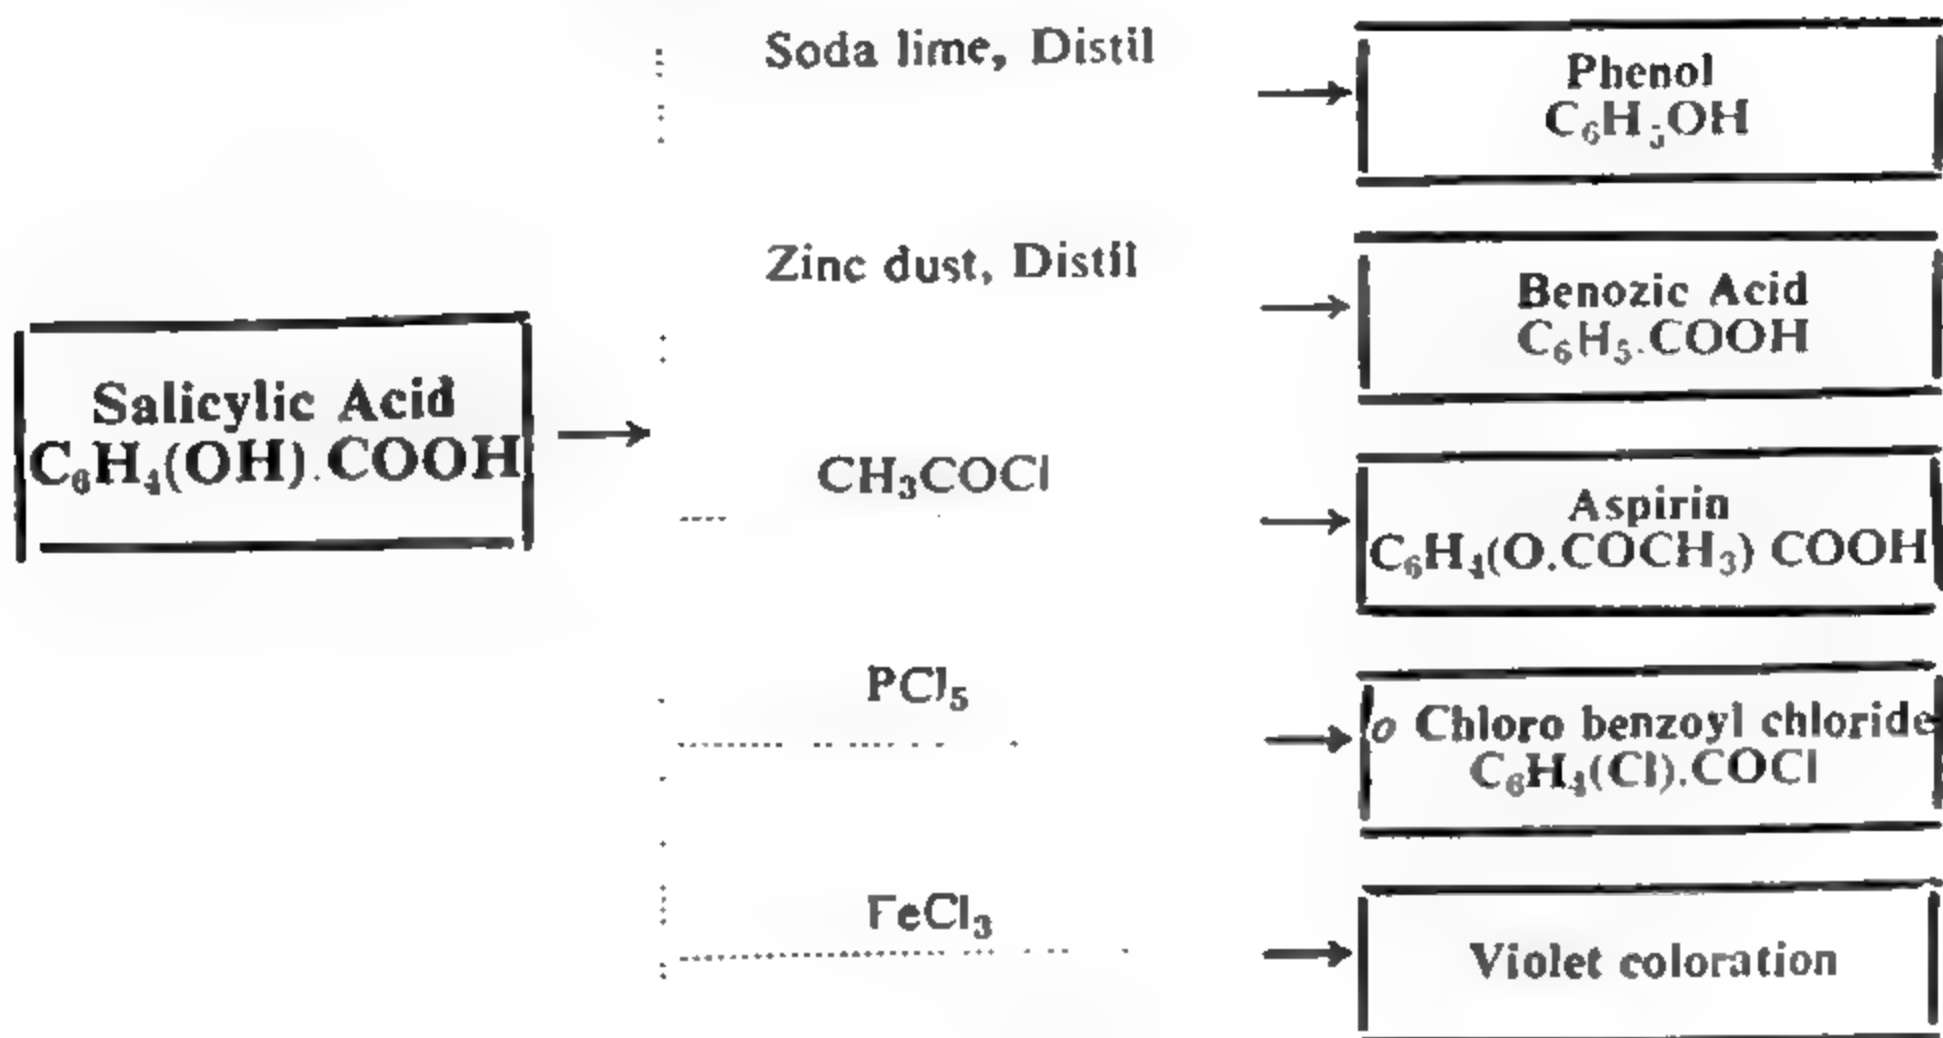 Soda lime, Distil
Phenol
C₆H₅OH
Zinc dust, Distil
Benozic Acid
C₆H₅.COOH
Salicylic Acid
C₆H₄(OH).COOH
CH₃COCl
Aspirin
C₆H₄(O.COCH₃) COOH
PCl₅
o Chloro benzoyl chloride
C₆H₄(Cl).COCl
FeCl₃
Violet coloration